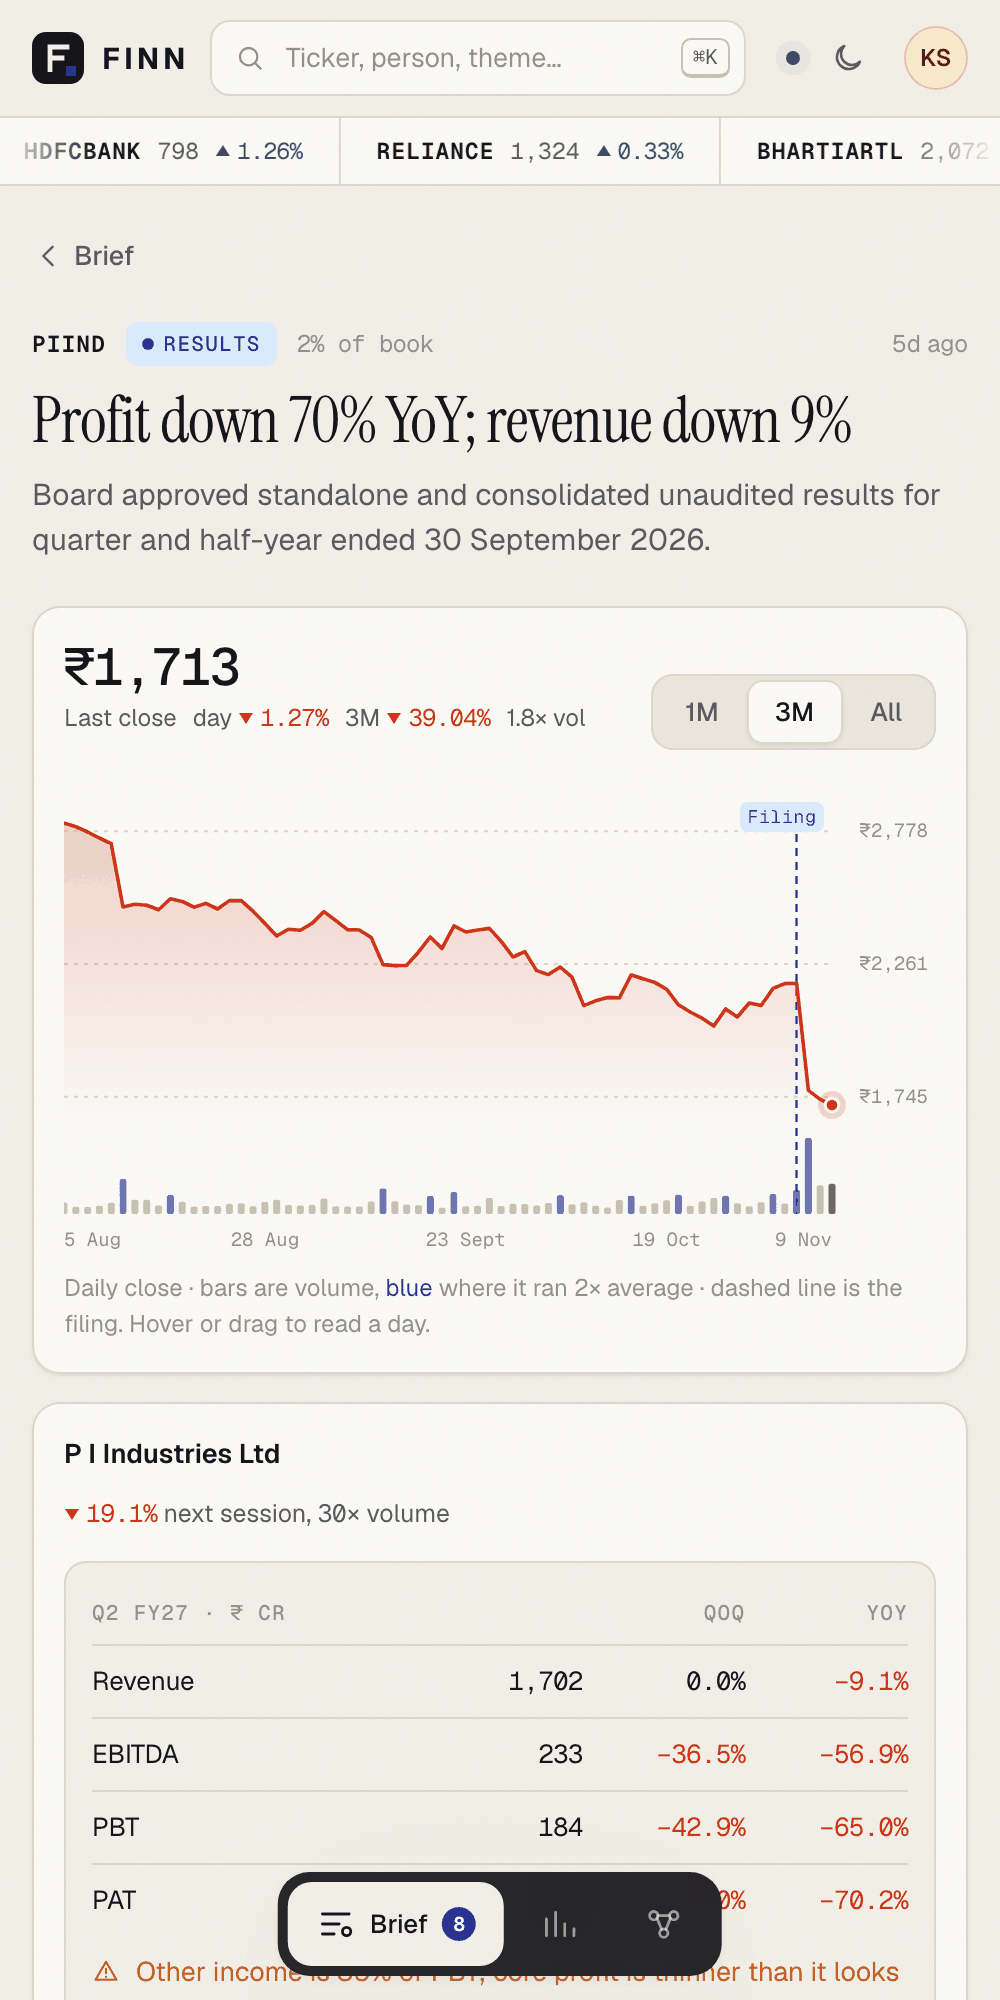 FINN
Ticker, person, theme...
⌘K
KS
HDFCBANK 798 ▲ 1.26%
RELIANCE 1,324 ▲ 0.33%
BHARTIARTL 2,072
Brief
PIIND • RESULTS 2% of book 5d ago
Profit down 70% YoY; revenue down 9%
Board approved standalone and consolidated unaudited results for
quarter and half-year ended 30 September 2026.
₹1,713
Last close day ▼ 1.27% 3M ▼ 39.04% 1.8× vol
1M 3M All
Filing
₹2,778
₹2,261
₹1,745
5 Aug 28 Aug 23 Sept 19 Oct 9 Nov
Daily close · bars are volume, blue where it ran 2× average · dashed line is the
filing. Hover or drag to read a day.
P I Industries Ltd
▼ 19.1% next session, 30× volume
Q2 FY27 · ₹ CR QOQ YOY
Revenue 1,702 0.0% −9.1%
EBITDA 233 −36.5% −56.9%
PBT 184 −42.9% −65.0%
PAT 0% −70.2%
Brief 8
Other income than it looks